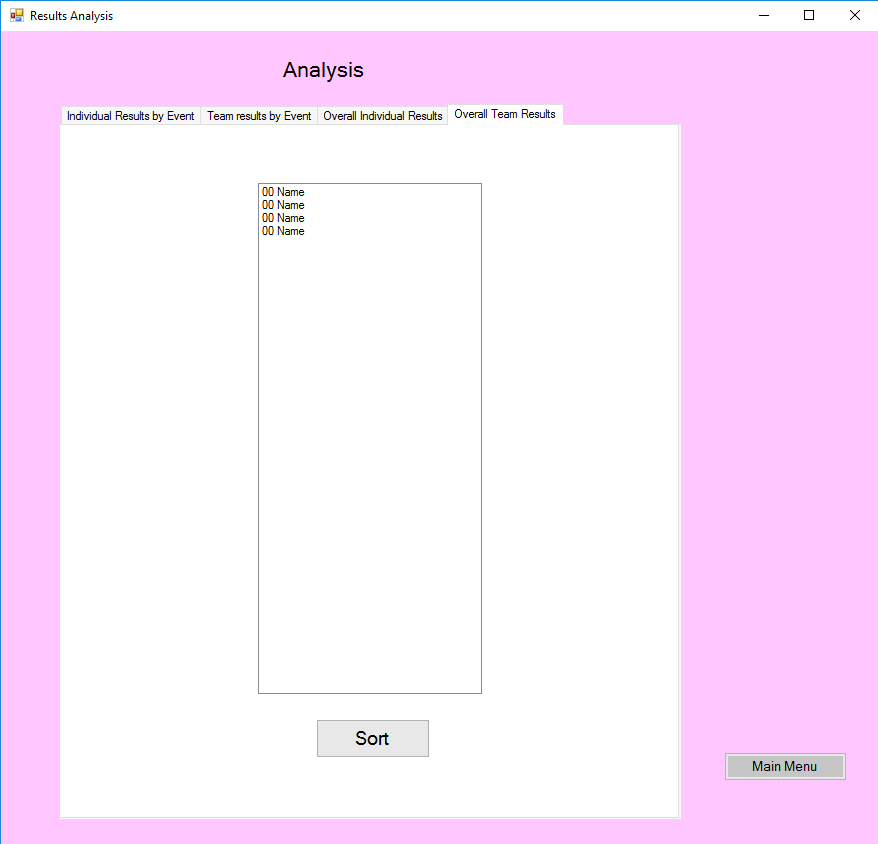 Results Analysis
Analysis
Individual Results by Event Team results by Event Overall Individual Results Overall Team Results
00 Name
00 Name
00 Name
00 Name
Sort
Main Menu